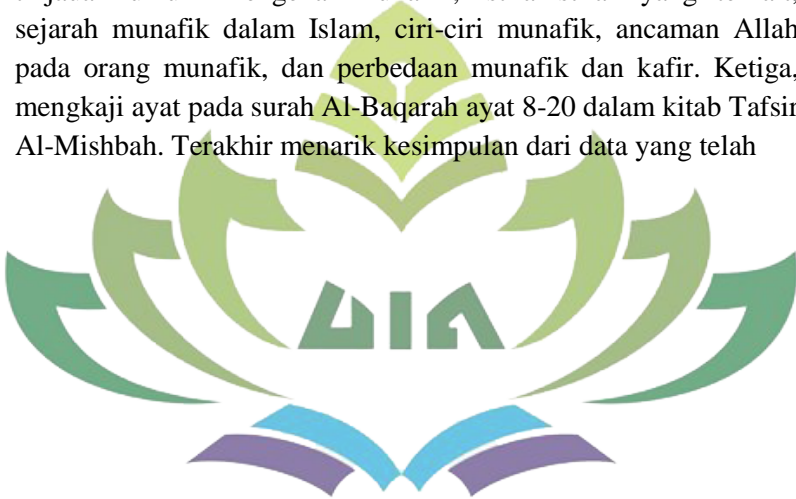 sejarah munafik dalam Islam, ciri-ciri munafik, ancaman Allah
pada orang munafik, dan perbedaan munafik dan kafir. Ketiga,
mengkaji ayat pada surah Al-Baqarah ayat 8-20 dalam kitab Tafsir
Al-Mishbah. Terakhir menarik kesimpulan dari data yang telah
UIN